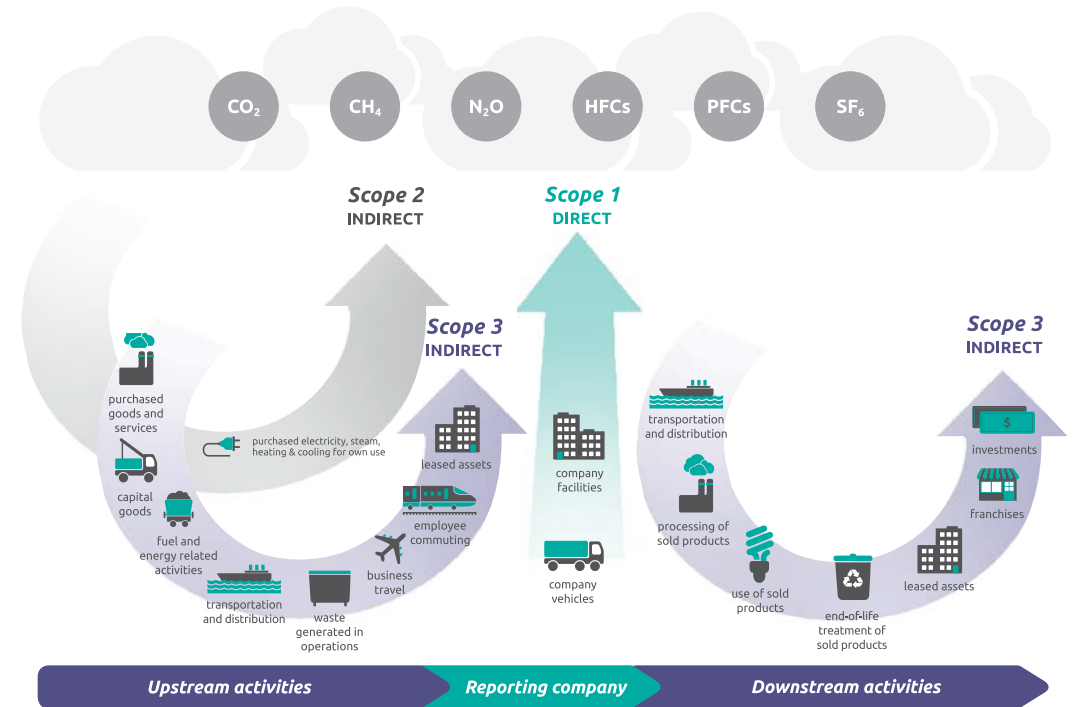 CO₂
CH₄
N₂O
HFCs
PFCs
SF₆
Scope 2
INDIRECT
Scope 1
DIRECT
Scope 3
INDIRECT
Scope 3
INDIRECT
purchased
goods and
services
capital
goods
fuel and
energy related
activities
transportation
and distribution
waste
generated in
operations
business
travel
employee
commuting
leased assets
purchased electricity, steam,
heating & cooling for own use
company
facilities
company
vehicles
transportation
and distribution
processing of
sold products
use of sold
products
end-of-life
treatment of
sold products
leased assets
franchises
$
investments
Upstream activities
Reporting company
Downstream activities